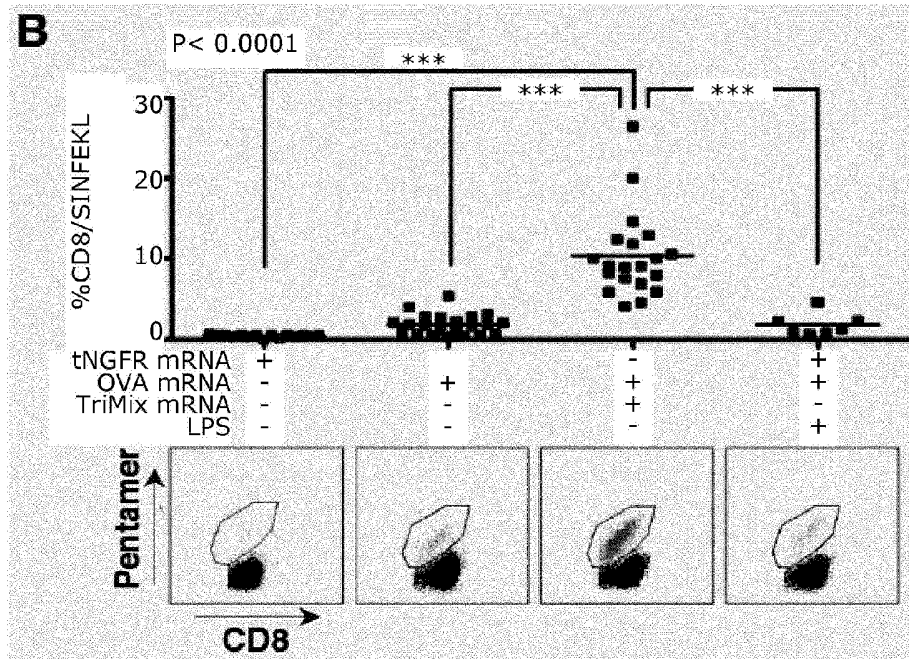 B
P< 0.0001
***
*** ***
%CD8/SINFEKL
30
20
10
0
tNGFR mRNA + - +
OVA mRNA - + + +
TriMix mRNA - - + -
LPS - - - +
Pentamer
CD8